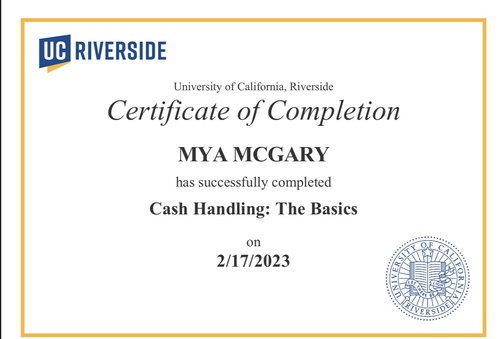 UC RIVERSIDE
University of California, Riverside
Certificate of Completion
MYA MCGARY
has successfully completed
Cash Handling: The Basics
on
2/17/2023
UNIVERSITY OF CALIFORNIA
RIVERSIDE